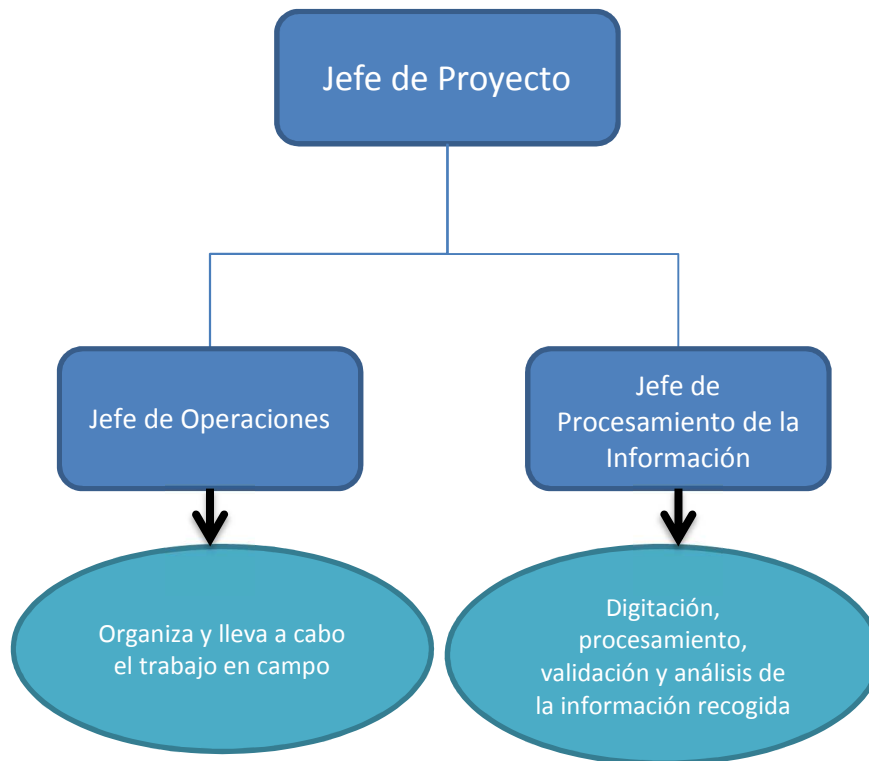 Jefe de Proyecto
Jefe de Operaciones
Jefe de
Procesamiento de la
Información
Organiza y lleva a cabo
el trabajo en campo
Digitación,
procesamiento,
validación y análisis de
la información recogida